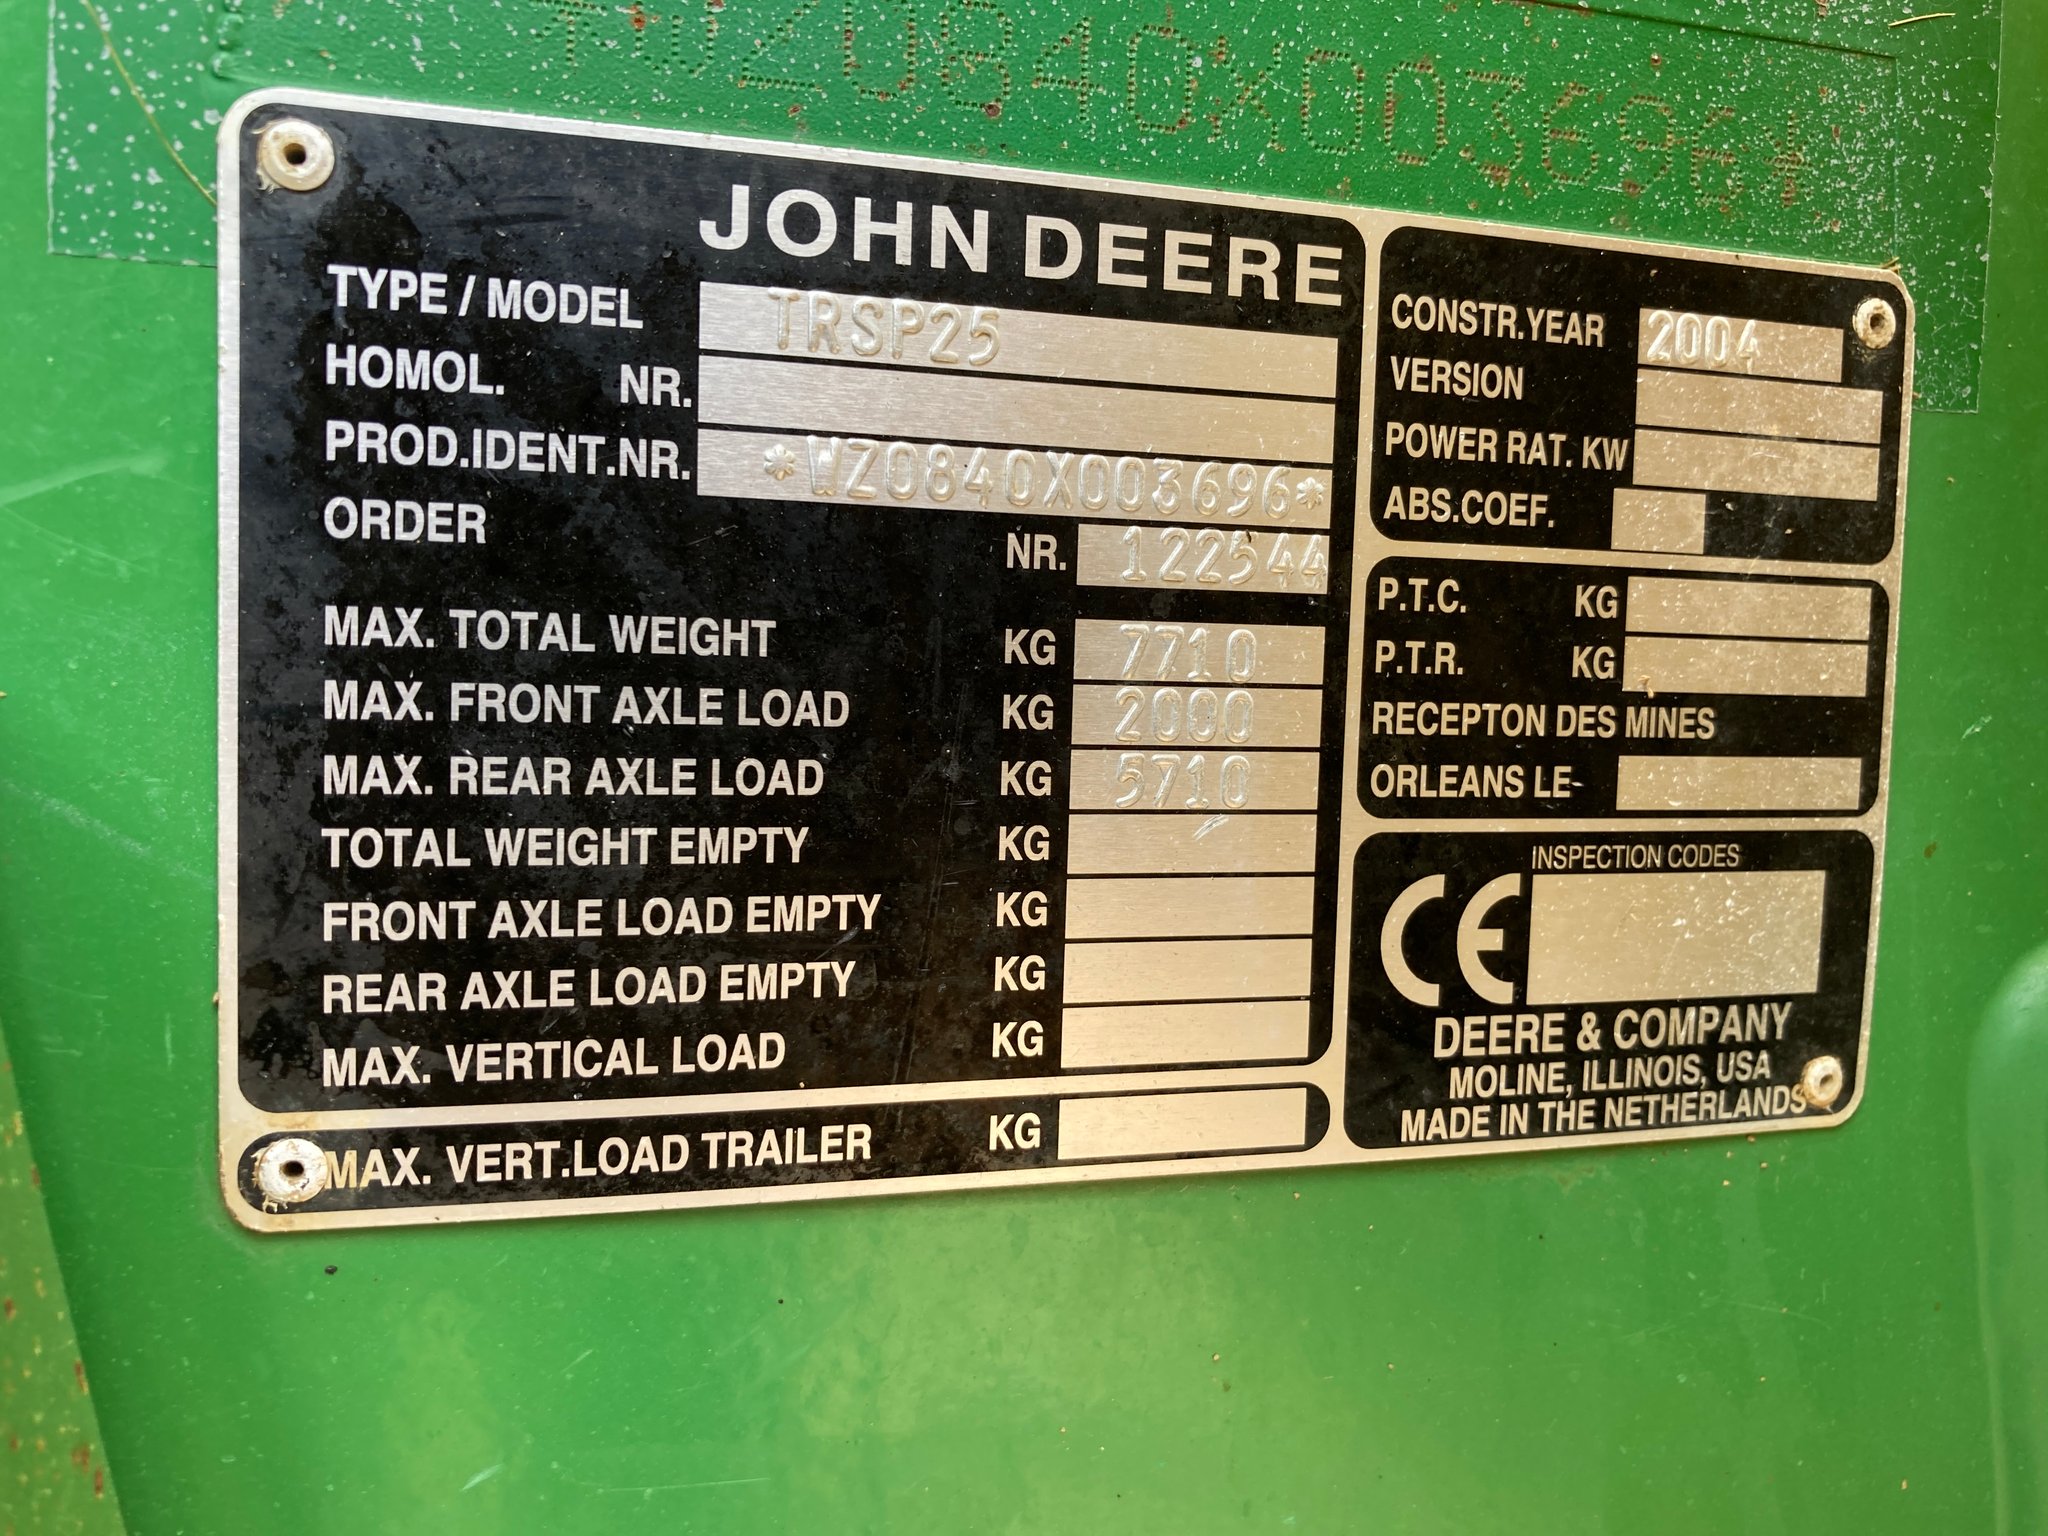 *WZ0840X003696*
JOHN DEERE
TYPE / MODEL TRSP25
HOMOL. NR.
PROD.IDENT.NR. *WZ0840X003696*
ORDER NR. 122544
MAX. TOTAL WEIGHT KG 7710
MAX. FRONT AXLE LOAD KG 2000
MAX. REAR AXLE LOAD KG 5710
TOTAL WEIGHT EMPTY KG
FRONT AXLE LOAD EMPTY KG
REAR AXLE LOAD EMPTY KG
MAX. VERTICAL LOAD KG
MAX. VERT.LOAD TRAILER KG
CONSTR.YEAR 2004
VERSION
POWER RAT. KW
ABS.COEF.
P.T.C. KG
P.T.R. KG
RECEPTON DES MINES
ORLEANS LE-
INSPECTION CODES
CE
DEERE & COMPANY
MOLINE, ILLINOIS, USA
MADE IN THE NETHERLANDS